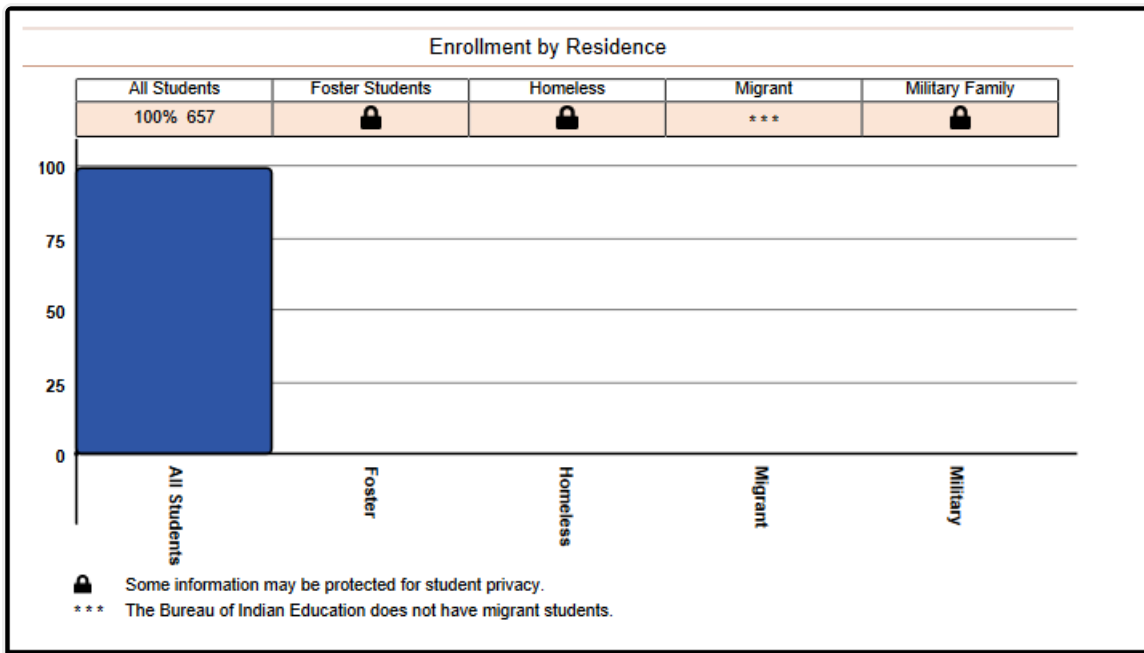 Enrollment by Residence
All Students Foster Students Homeless Migrant Military Family
100% 657 ***
100
75
50
25
0
All Students Foster Homeless Migrant Military
Some information may be protected for student privacy.
*** The Bureau of Indian Education does not have migrant students.